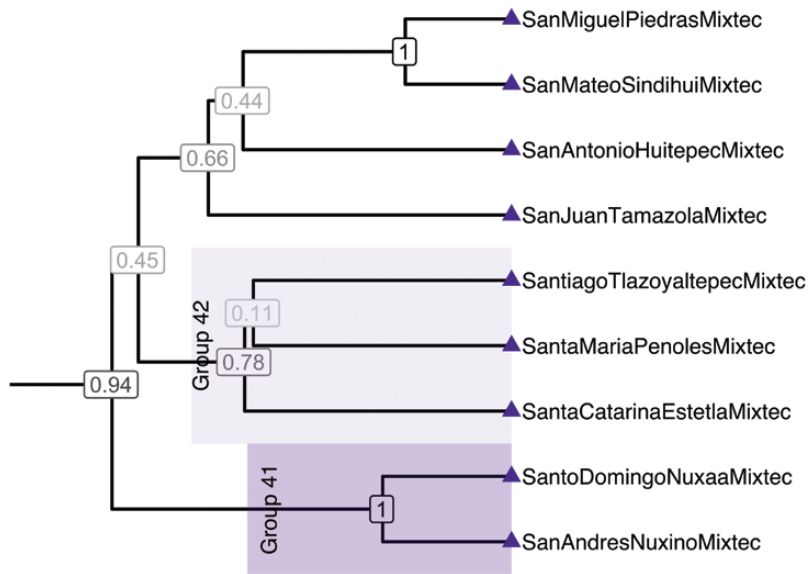 SanMiguelPiedrasMixtec
1
SanMateoSindihuiMixtec
0.44
SanAntonioHuitepecMixtec
0.66
SanJuanTamazolaMixtec
0.45
SantiagoTlazoyaltepecMixtec
Group 42
0.11
SantaMariaPenolesMixtec
0.78
0.94
SantaCatarinaEstetlaMixtec
SantoDomingoNuxaaMixtec
Group 41
1
SanAndresNuxinoMixtec